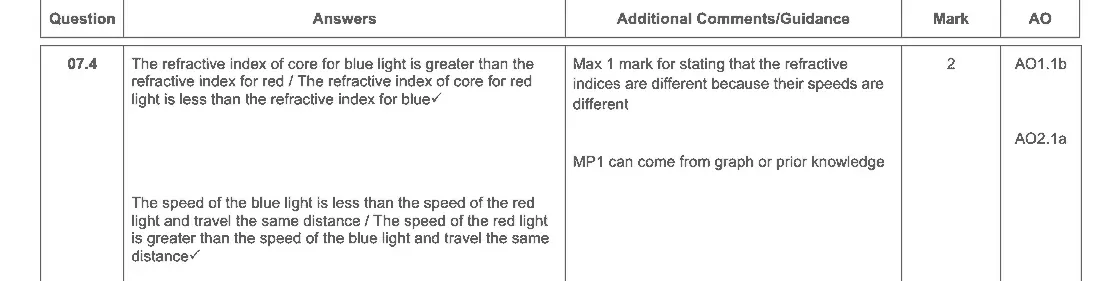 Question Answers Additional Comments/Guidance Mark AO
07.4 The refractive index of core for blue light is greater than the Max 1 mark for stating that the refractive 2 AO1.1b
refractive index for red / The refractive index of core for red indices are different because their speeds are
light is less than the refractive index for blue✓ different
AO2.1a
MP1 can come from graph or prior knowledge
The speed of the blue light is less than the speed of the red
light and travel the same distance / The speed of the red light
is greater than the speed of the blue light and travel the same
distance✓